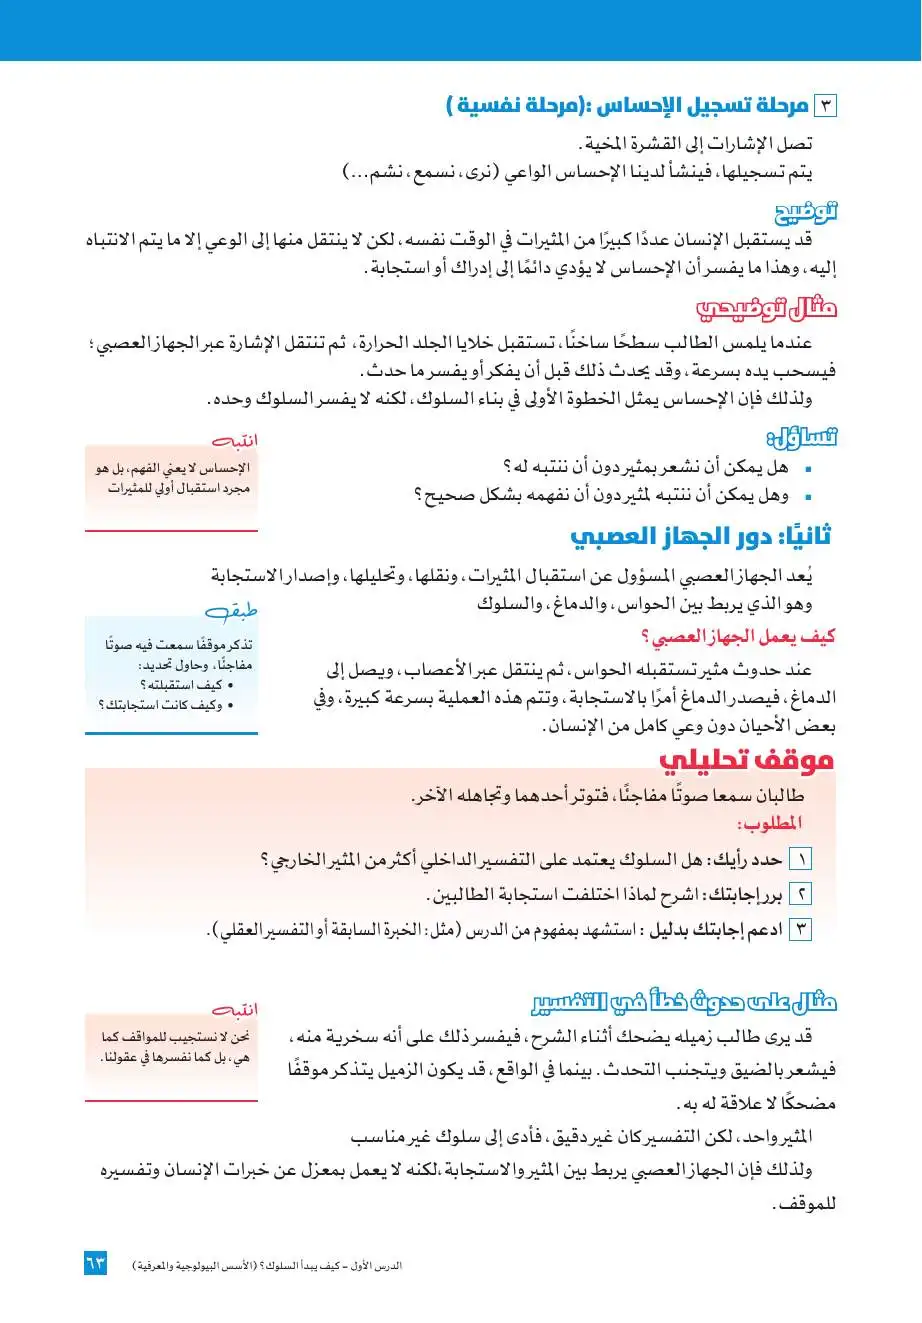 ٣ مرحلة تسجيل الإحساس :(مرحلة نفسية )
تصل الإشارات إلى القشرة المخية.
يتم تسجيلها، فينشأ لدينا الإحساس الواعي (نرى، نسمع، نشم...)
توضيح
قد يستقبل الإنسان عددًا كبيرًا من المثيرات في الوقت نفسه، لكن لا ينتقل منها إلى الوعي إلا ما يتم الانتباه
إليه، وهذا ما يفسر أن الإحساس لا يؤدي دائمًا إلى إدراك أو استجابة.
مثال توضيحي
عندما يلمس الطالب سطحًا ساخنًا، تستقبل خلايا الجلد الحرارة، ثم تنتقل الإشارة عبر الجهاز العصبي؛
فيسحب يده بسرعة، وقد يحدث ذلك قبل أن يفكر أو يفسر ما حدث.
ولذلك فإن الإحساس يمثل الخطوة الأولى في بناء السلوك، لكنه لا يفسر السلوك وحده.
تساؤل:
▪ هل يمكن أن نشعر بمثير دون أن ننتبه له؟
▪ وهل يمكن أن ننتبه لمثير دون أن نفهمه بشكل صحيح؟
انتبه
الإحساس لا يعني الفهم، بل هو
مجرد استقبال أولي للمثيرات
ثانيًا: دور الجهاز العصبي
يُعد الجهاز العصبي المسؤول عن استقبال المثيرات، ونقلها، وتحليلها، وإصدار الاستجابة
وهو الذي يربط بين الحواس، والدماغ، والسلوك
كيف يعمل الجهاز العصبي؟
عند حدوث مثير تستقبله الحواس، ثم ينتقل عبر الأعصاب، ويصل إلى
الدماغ، فيصدر الدماغ أمرًا بالاستجابة، وتتم هذه العملية بسرعة كبيرة، وفي
بعض الأحيان دون وعي كامل من الإنسان.
طبق
تذكر موقفًا سمعت فيه صوتًا
مفاجئًا، وحاول تحديد:
• كيف استقبلته؟
• وكيف كانت استجابتك؟
موقف تحليلي
طالبان سمعا صوتًا مفاجئًا، فتوتر أحدهما وتجاهله الآخر.
المطلوب:
١ حدد رأيك: هل السلوك يعتمد على التفسير الداخلي أكثر من المثير الخارجي؟
٢ برر إجابتك: اشرح لماذا اختلفت استجابة الطالبين.
٣ ادعم إجابتك بدليل : استشهد بمفهوم من الدرس (مثل: الخبرة السابقة أو التفسير العقلي).
مثال على حدوث خطأ في التفسير
قد يرى طالب زميله يضحك أثناء الشرح، فيفسر ذلك على أنه سخرية منه،
فيشعر بالضيق ويتجنب التحدث. بينما في الواقع، قد يكون الزميل يتذكر موقفًا
مضحكًا لا علاقة له به.
انتبه
نحن لا نستجيب للمواقف كما
هي، بل كما نفسرها في عقولنا.
المثير واحد، لكن التفسير كان غير دقيق، فأدى إلى سلوك غير مناسب
ولذلك فإن الجهاز العصبي يربط بين المثير والاستجابة ،لكنه لا يعمل بمعزل عن خبرات الإنسان وتفسيره
للموقف.
الدرس الأول – كيف يبدأ السلوك؟ (الأسس البيولوجية والمعرفية)
٦٣